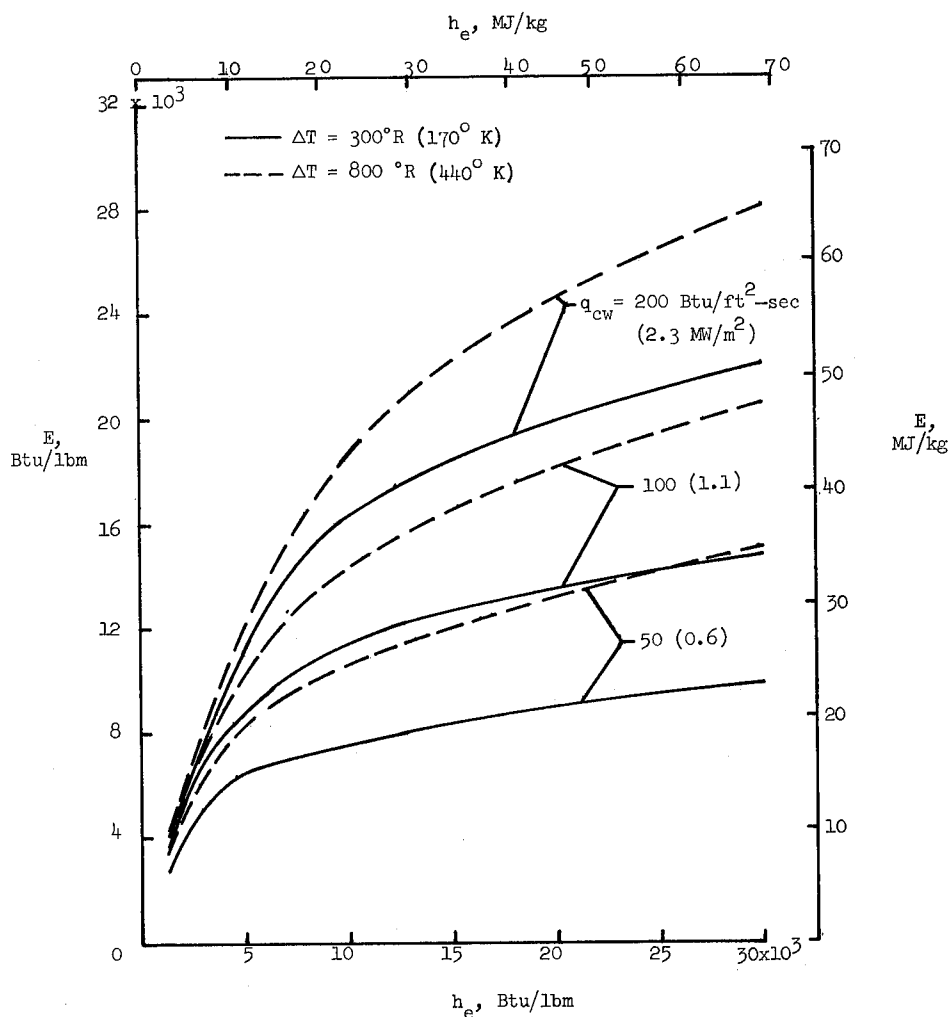 h_e, MJ/kg
0 10 20 30 40 50 60 70
32 x 10^3
ΔT = 300°R (170° K)
ΔT = 800 °R (440° K)
70
28
60
q_cw = 200 Btu/ft^2-sec
(2.3 MW/m^2)
24
50
20
E,
Btu/lbm
E,
MJ/kg
100 (1.1)
40
16
30
12
50 (0.6)
8
20
4
10
0 5 10 15 20 25 30x10^3
h_e, Btu/lbm